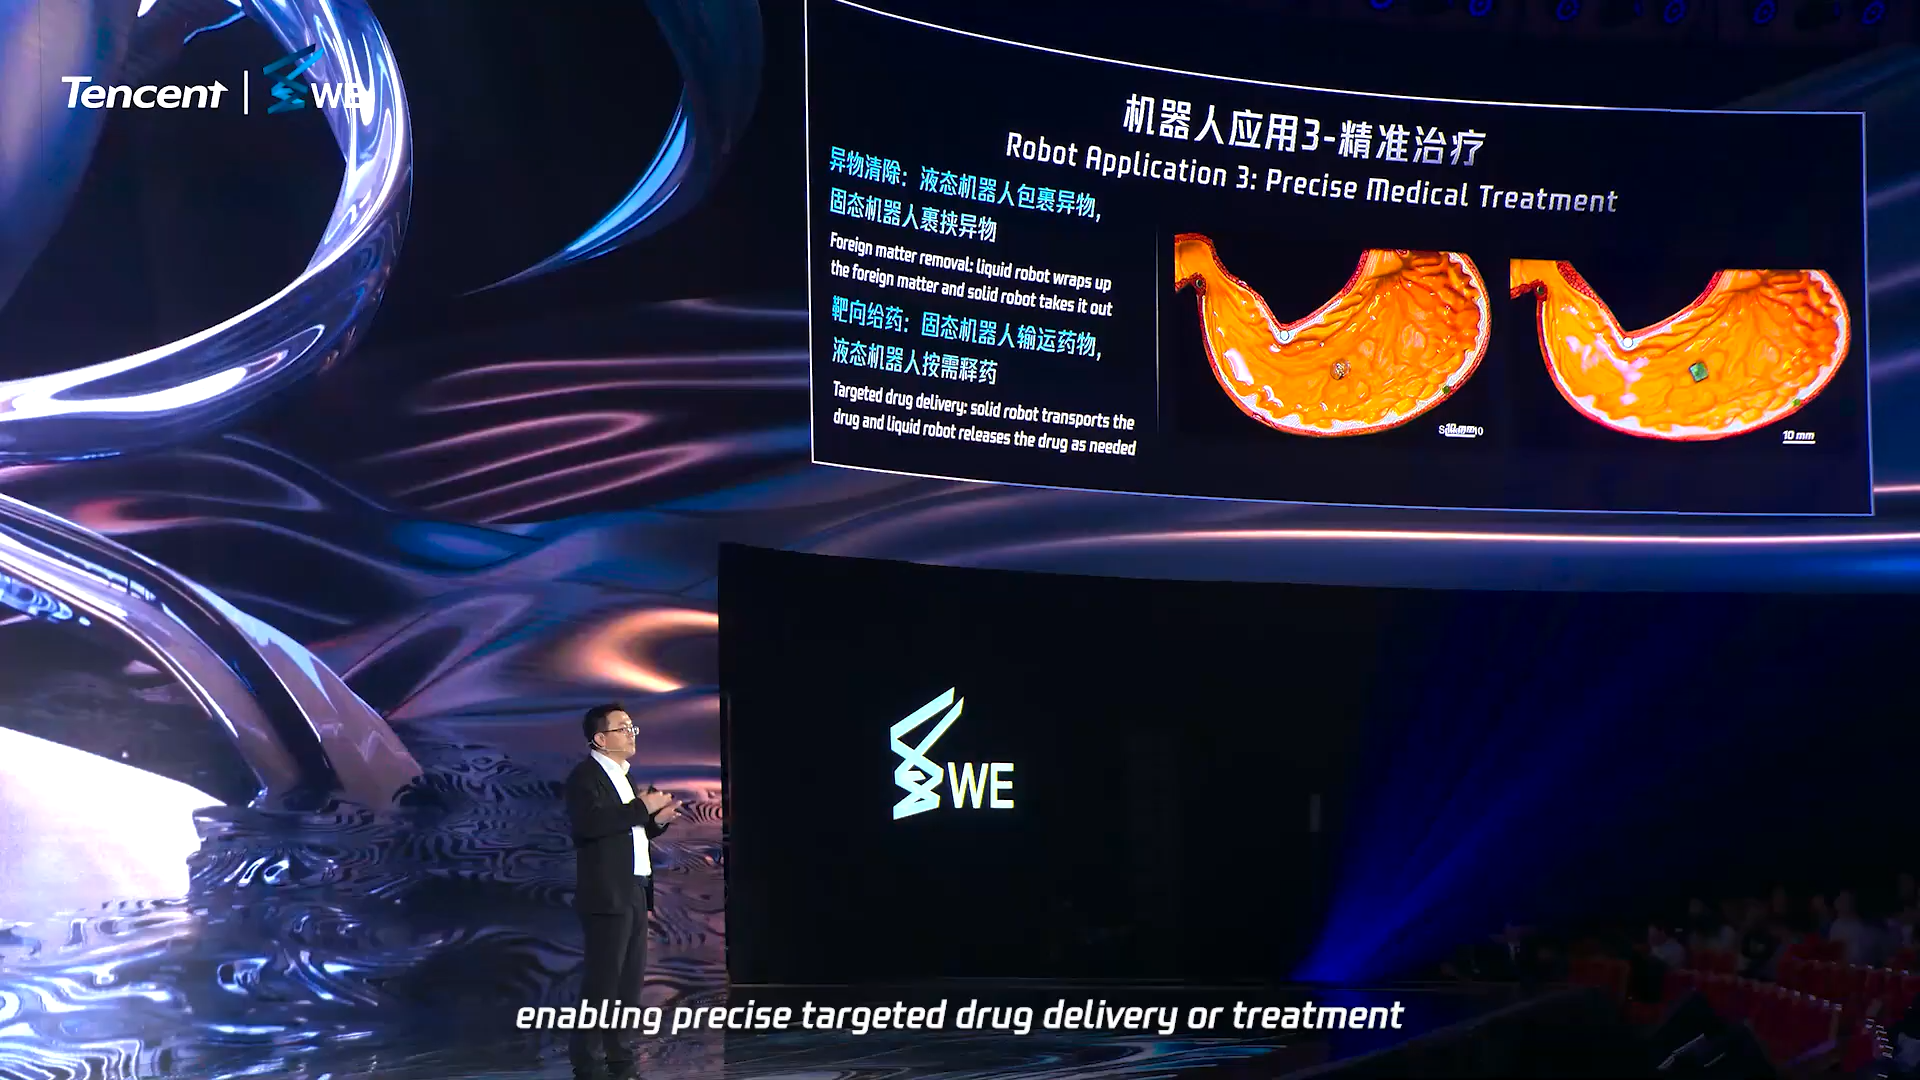 Tencent | WE
机器人应用3-精准治疗
Robot Application 3: Precise Medical Treatment
异物清除：液态机器人包裹异物，
固态机器人裹挟异物
Foreign matter removal: liquid robot wraps up
the foreign matter and solid robot takes it out
靶向给药：固态机器人输运药物，
液态机器人按需释药
Targeted drug delivery: solid robot transports the
drug and liquid robot releases the drug as needed
10 mm
10 mm
WE
enabling precise targeted drug delivery or treatment